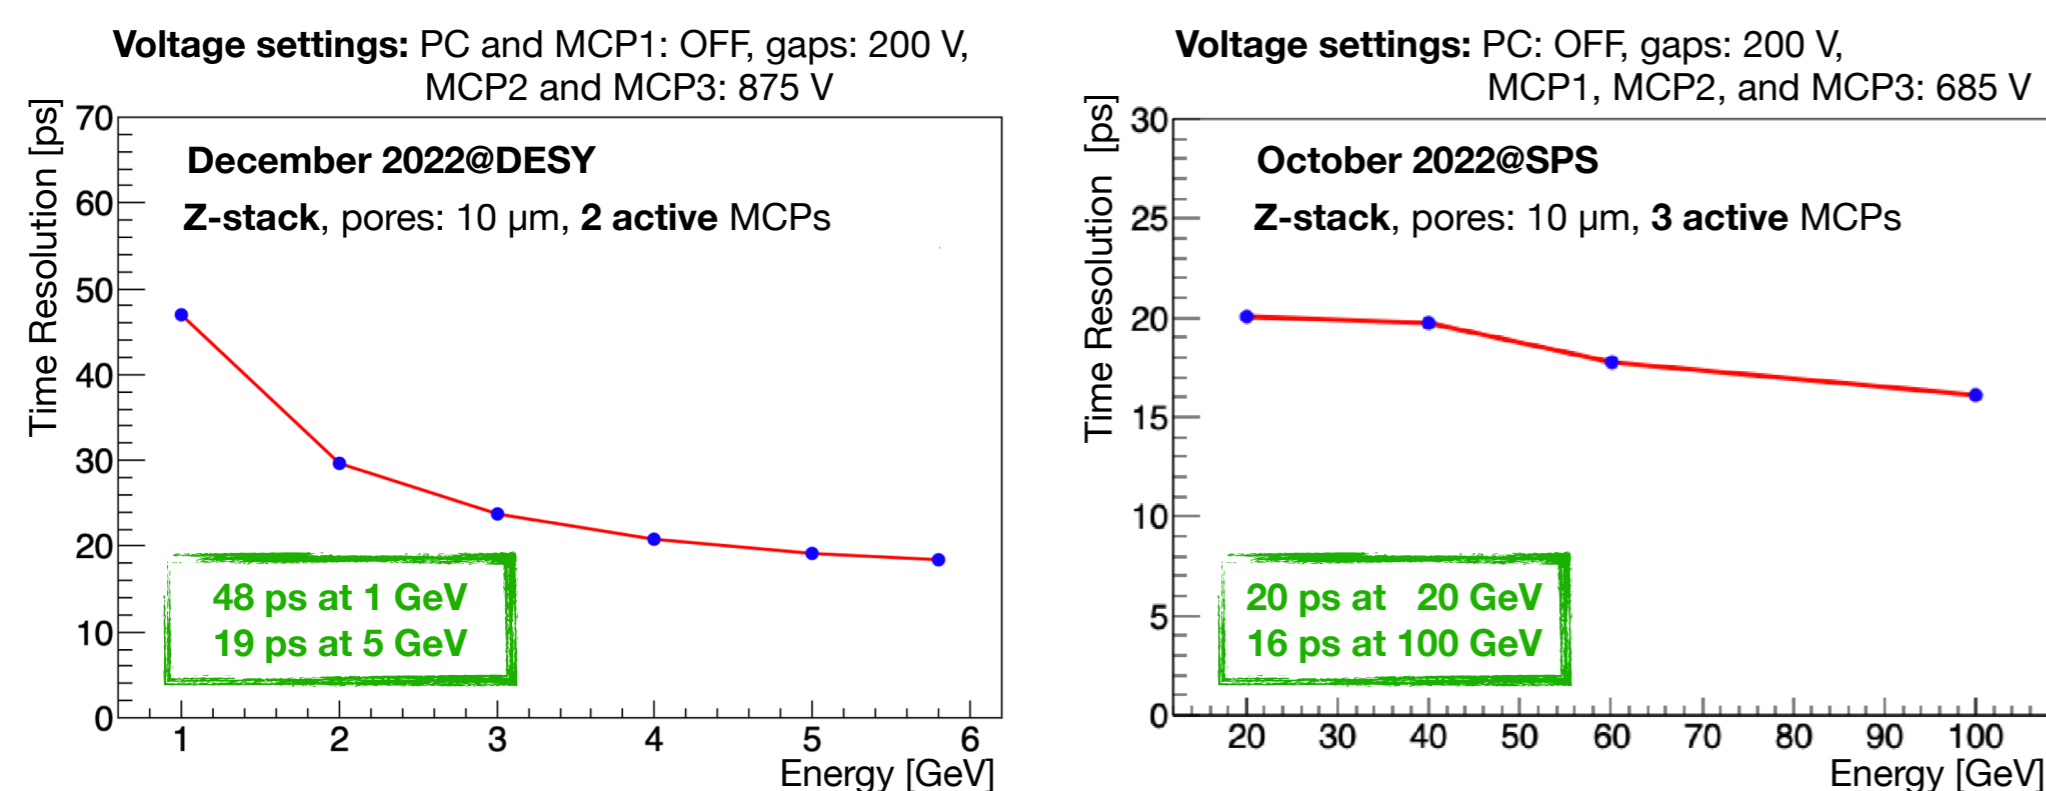 Voltage settings: PC and MCP1: OFF, gaps: 200 V,
MCP2 and MCP3: 875 V
Time Resolution [ps]
70
60
50
40
30
20
10
0
December 2022@DESY
Z-stack, pores: 10 µm, 2 active MCPs
48 ps at 1 GeV
19 ps at 5 GeV
1 2 3 4 5 6
Energy [GeV]
Voltage settings: PC: OFF, gaps: 200 V,
MCP1, MCP2, and MCP3: 685 V
Time Resolution [ps]
30
25
20
15
10
5
0
October 2022@SPS
Z-stack, pores: 10 µm, 3 active MCPs
20 ps at 20 GeV
16 ps at 100 GeV
20 30 40 50 60 70 80 90 100
Energy [GeV]